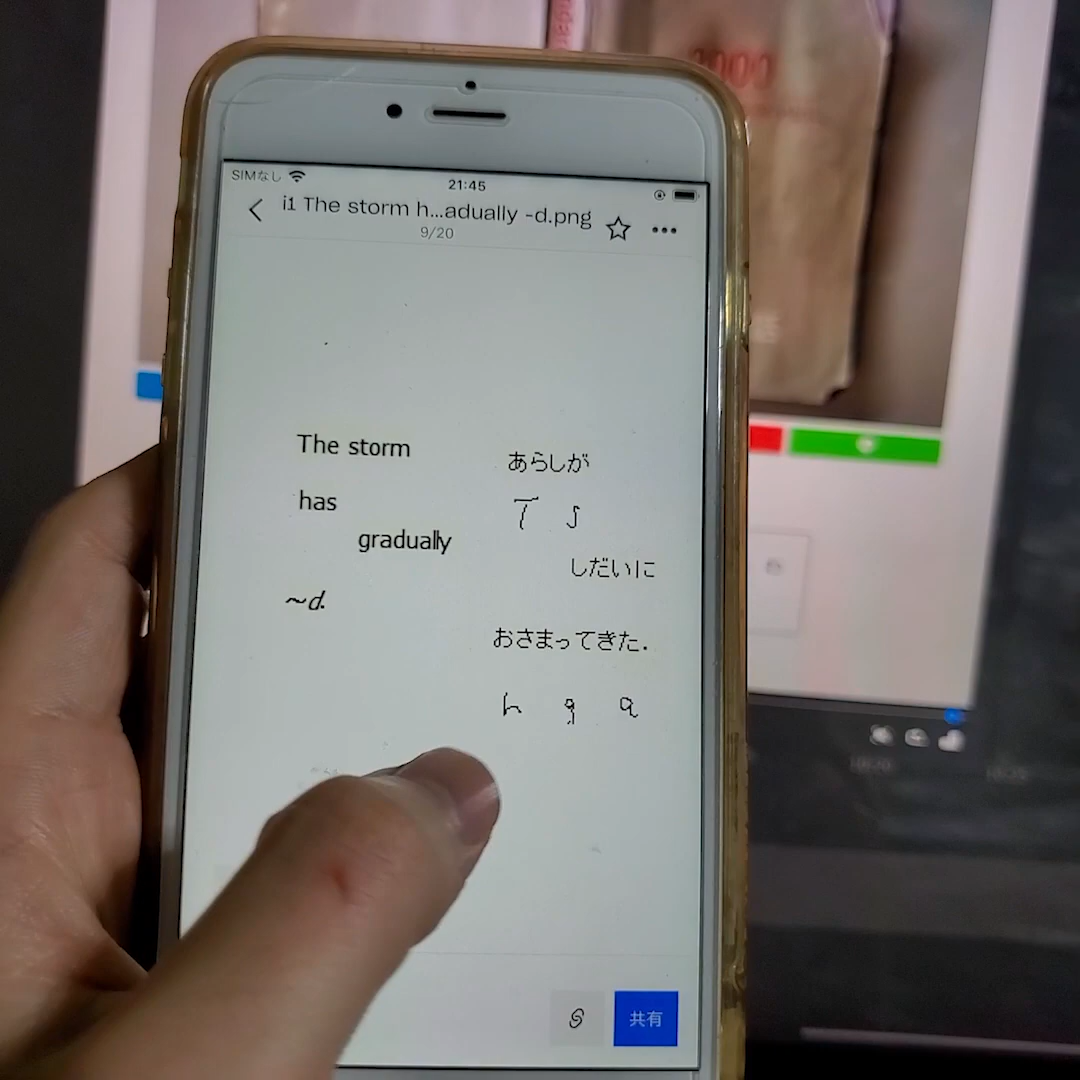 SIMなし 21:45
i1 The storm h...adually -d.png
9/20
The storm
あらしが
has
T s
gradually
しだいに
~d.
おさまってきた.
h g a
共有